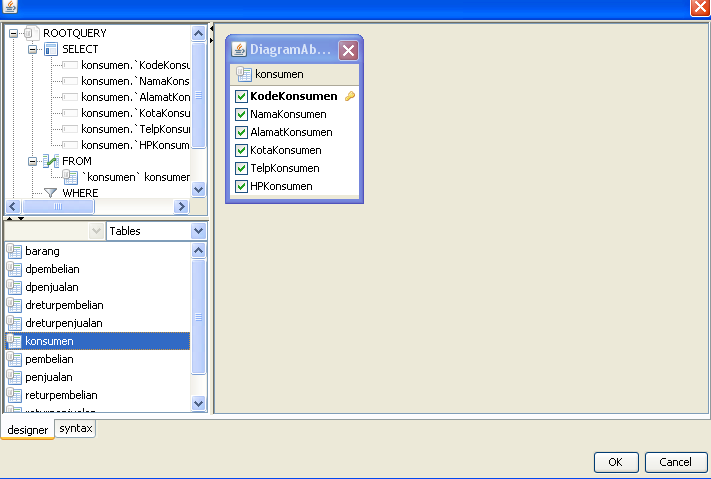 ROOTQUERY
SELECT
konsumen.`KodeKonsu
konsumen.`NamaKons
konsumen.`AlamatKon
konsumen.`KotaKonsu
konsumen.`TelpKonsu
konsumen.`HPKonsum
FROM
`konsumen` konsumen
WHERE
Tables
barang
dpembelian
dpenjualan
dreturpembelian
dreturpenjualan
konsumen
pembelian
penjualan
returpembelian
returpenjualan
designer
syntax
DiagramAb...
konsumen
KodeKonsumen
NamaKonsumen
AlamatKonsumen
KotaKonsumen
TelpKonsumen
HPKonsumen
OK
Cancel